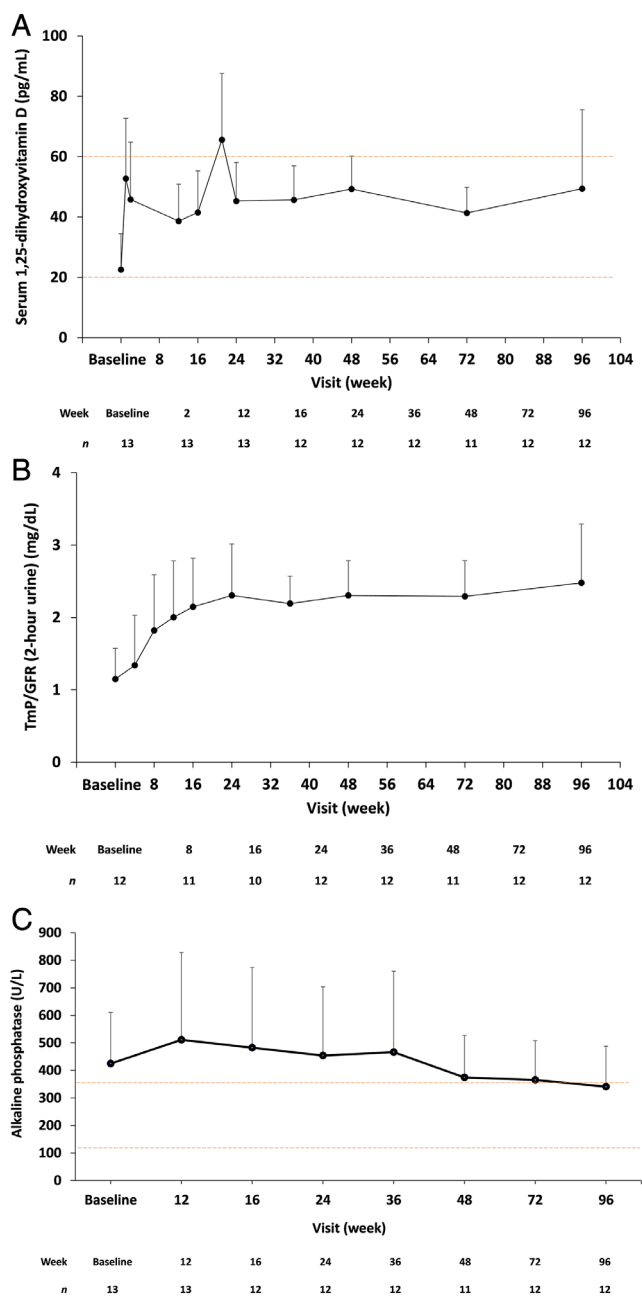 A
Serum 1,25-dihydroxyvitamin D (pg/mL)
100
80
60
40
20
0
Baseline 8 16 24 32 40 48 56 64 72 80 88 96 104
Visit (week)
Week Baseline 2 12 16 24 36 48 72 96
n 13 13 13 12 12 12 11 12 12
B
TmP/GFR (2-hour urine) (mg/dL)
4
3
2
1
0
Baseline 8 16 24 32 40 48 56 64 72 80 88 96 104
Visit (week)
Week Baseline 8 16 24 36 48 72 96
n 12 11 10 12 12 11 12 12
C
Alkaline phosphatase (U/L)
900
800
700
600
500
400
300
200
100
0
Baseline 12 16 24 36 48 72 96
Visit (week)
Week Baseline 12 16 24 36 48 72 96
n 13 13 12 12 12 11 12 12